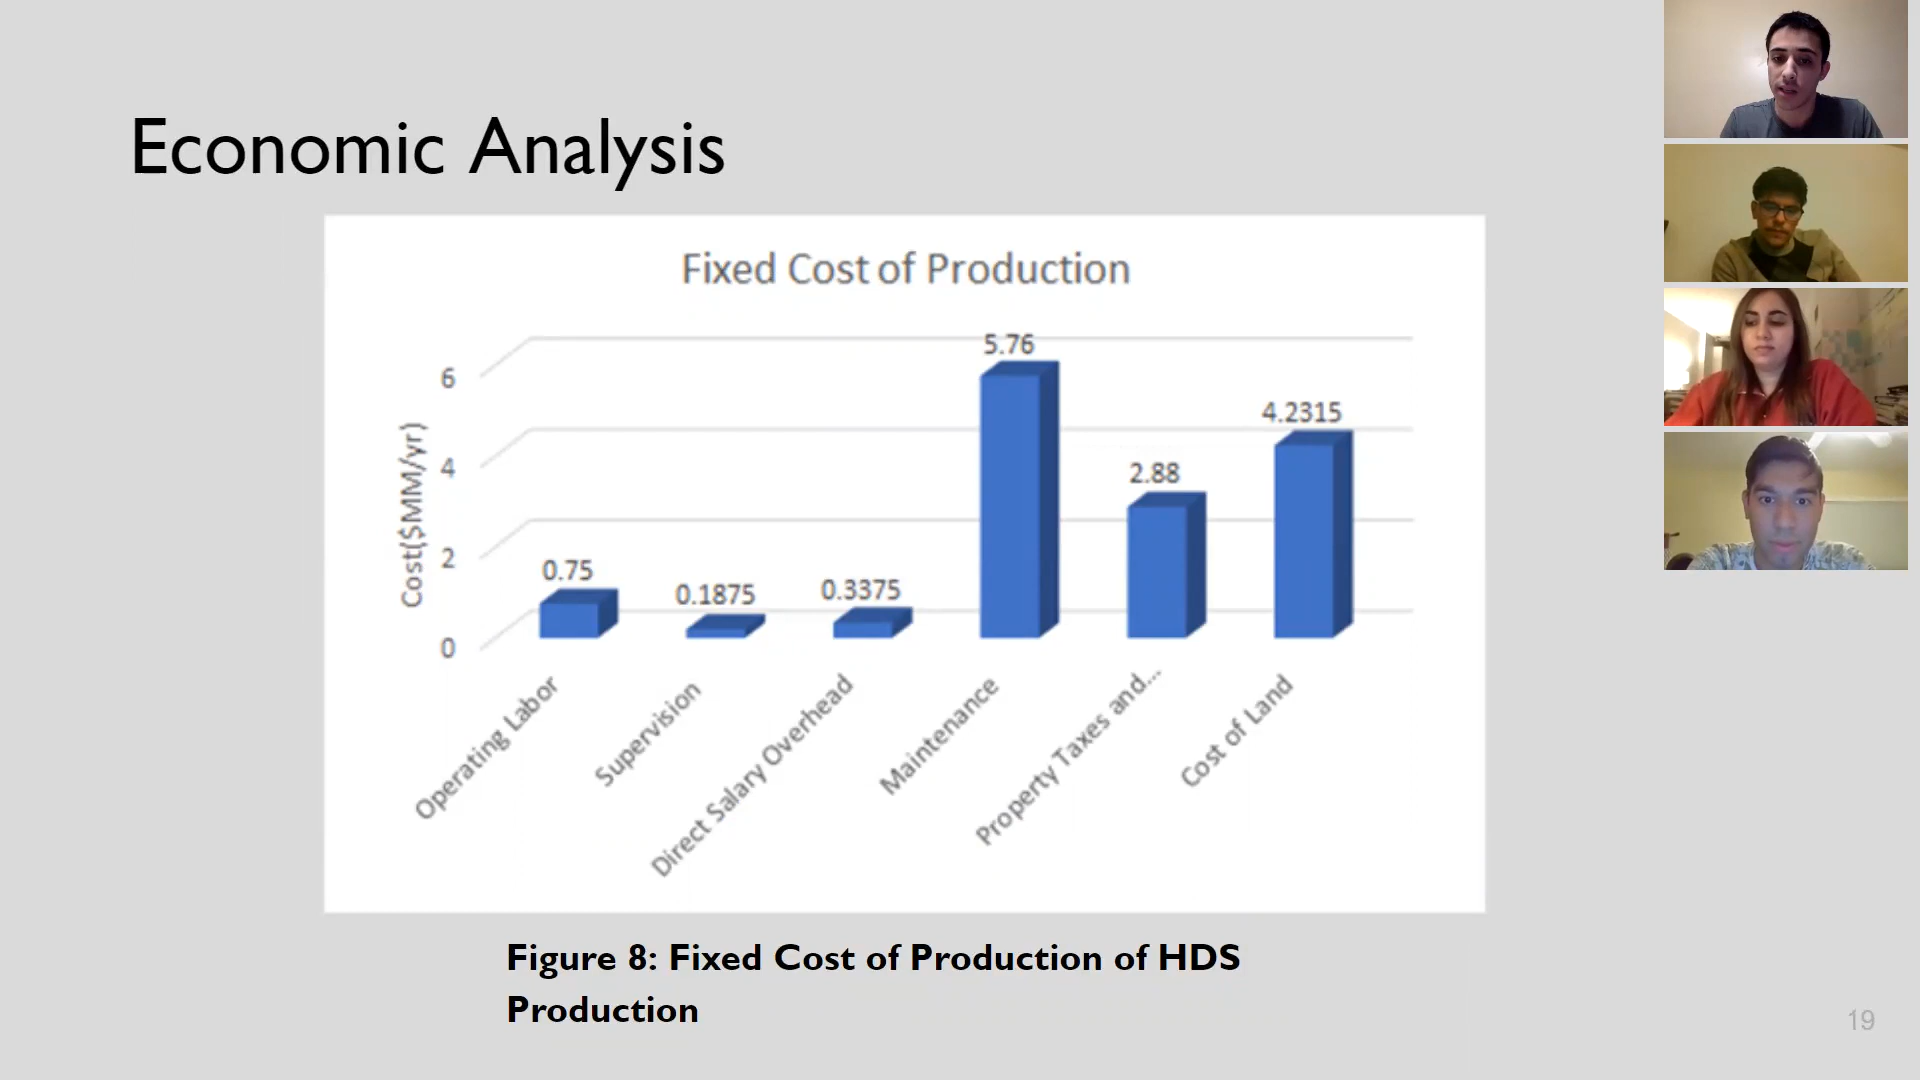 Economic Analysis
Fixed Cost of Production
Cost($MM/yr)
6
4
2
0
0.75
0.1875
0.3375
5.76
2.88
4.2315
Operating Labor
Supervision
Direct Salary Overhead
Maintenance
Property Taxes and...
Cost of Land
Figure 8: Fixed Cost of Production of HDS
Production
19